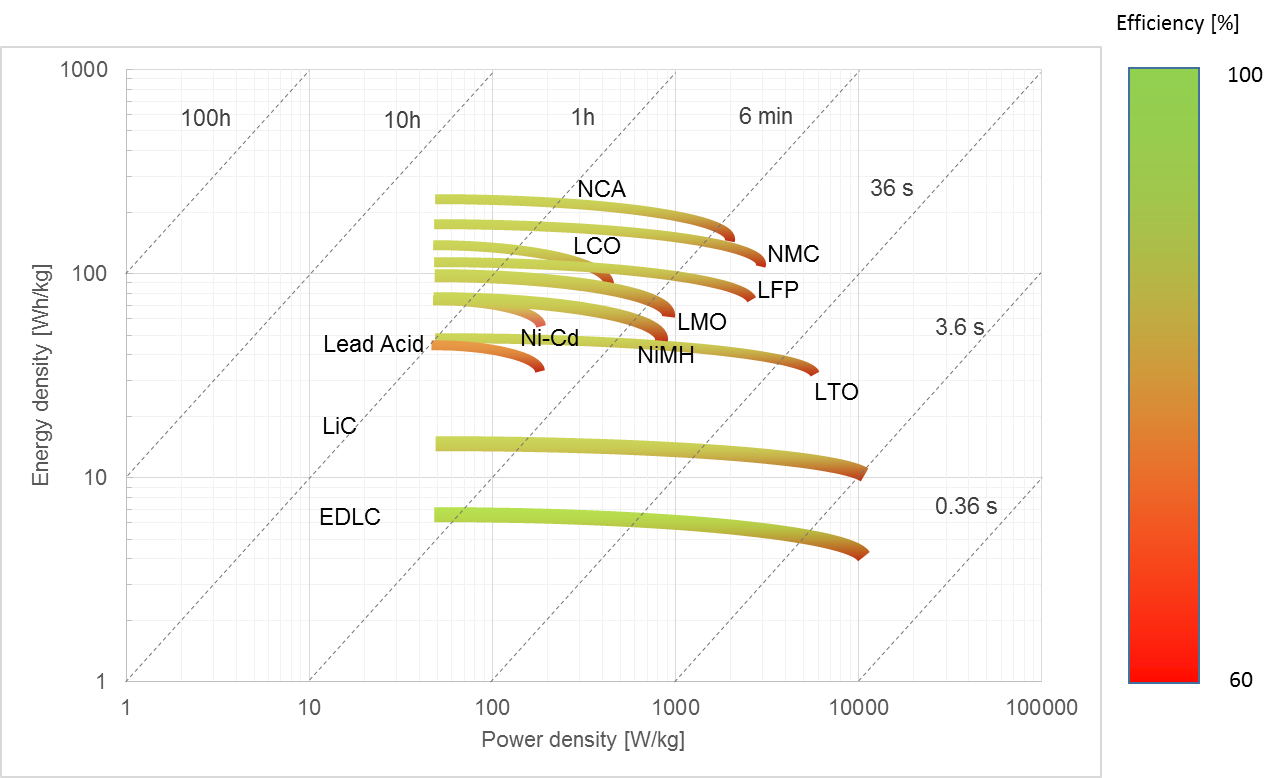 Efficiency [%]
1000
100
100h
10h
1h
6 min
36 s
NCA
LCO
NMC
100
LFP
LMO
3.6 s
Ni-Cd
Lead Acid
NiMH
LTO
LiC
10
0.36 s
EDLC
1
60
1
10
100
1000
10000
100000
Energy density [Wh/kg]
Power density [W/kg]